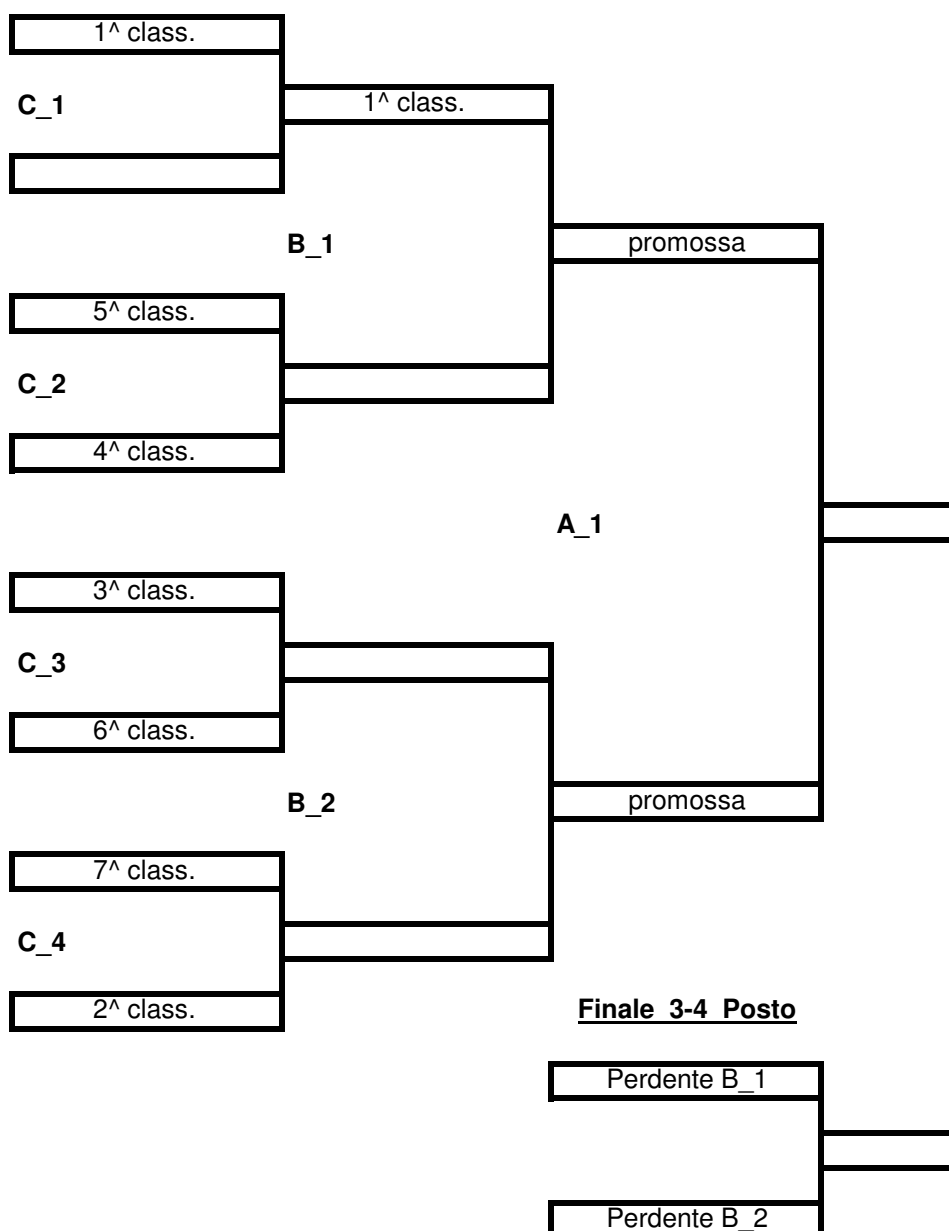 1^ class.
C_1
1^ class.
B_1
promossa
5^ class.
C_2
4^ class.
A_1
3^ class.
C_3
6^ class.
B_2
promossa
7^ class.
C_4
2^ class.
Finale 3-4 Posto
Perdente B_1
Perdente B_2